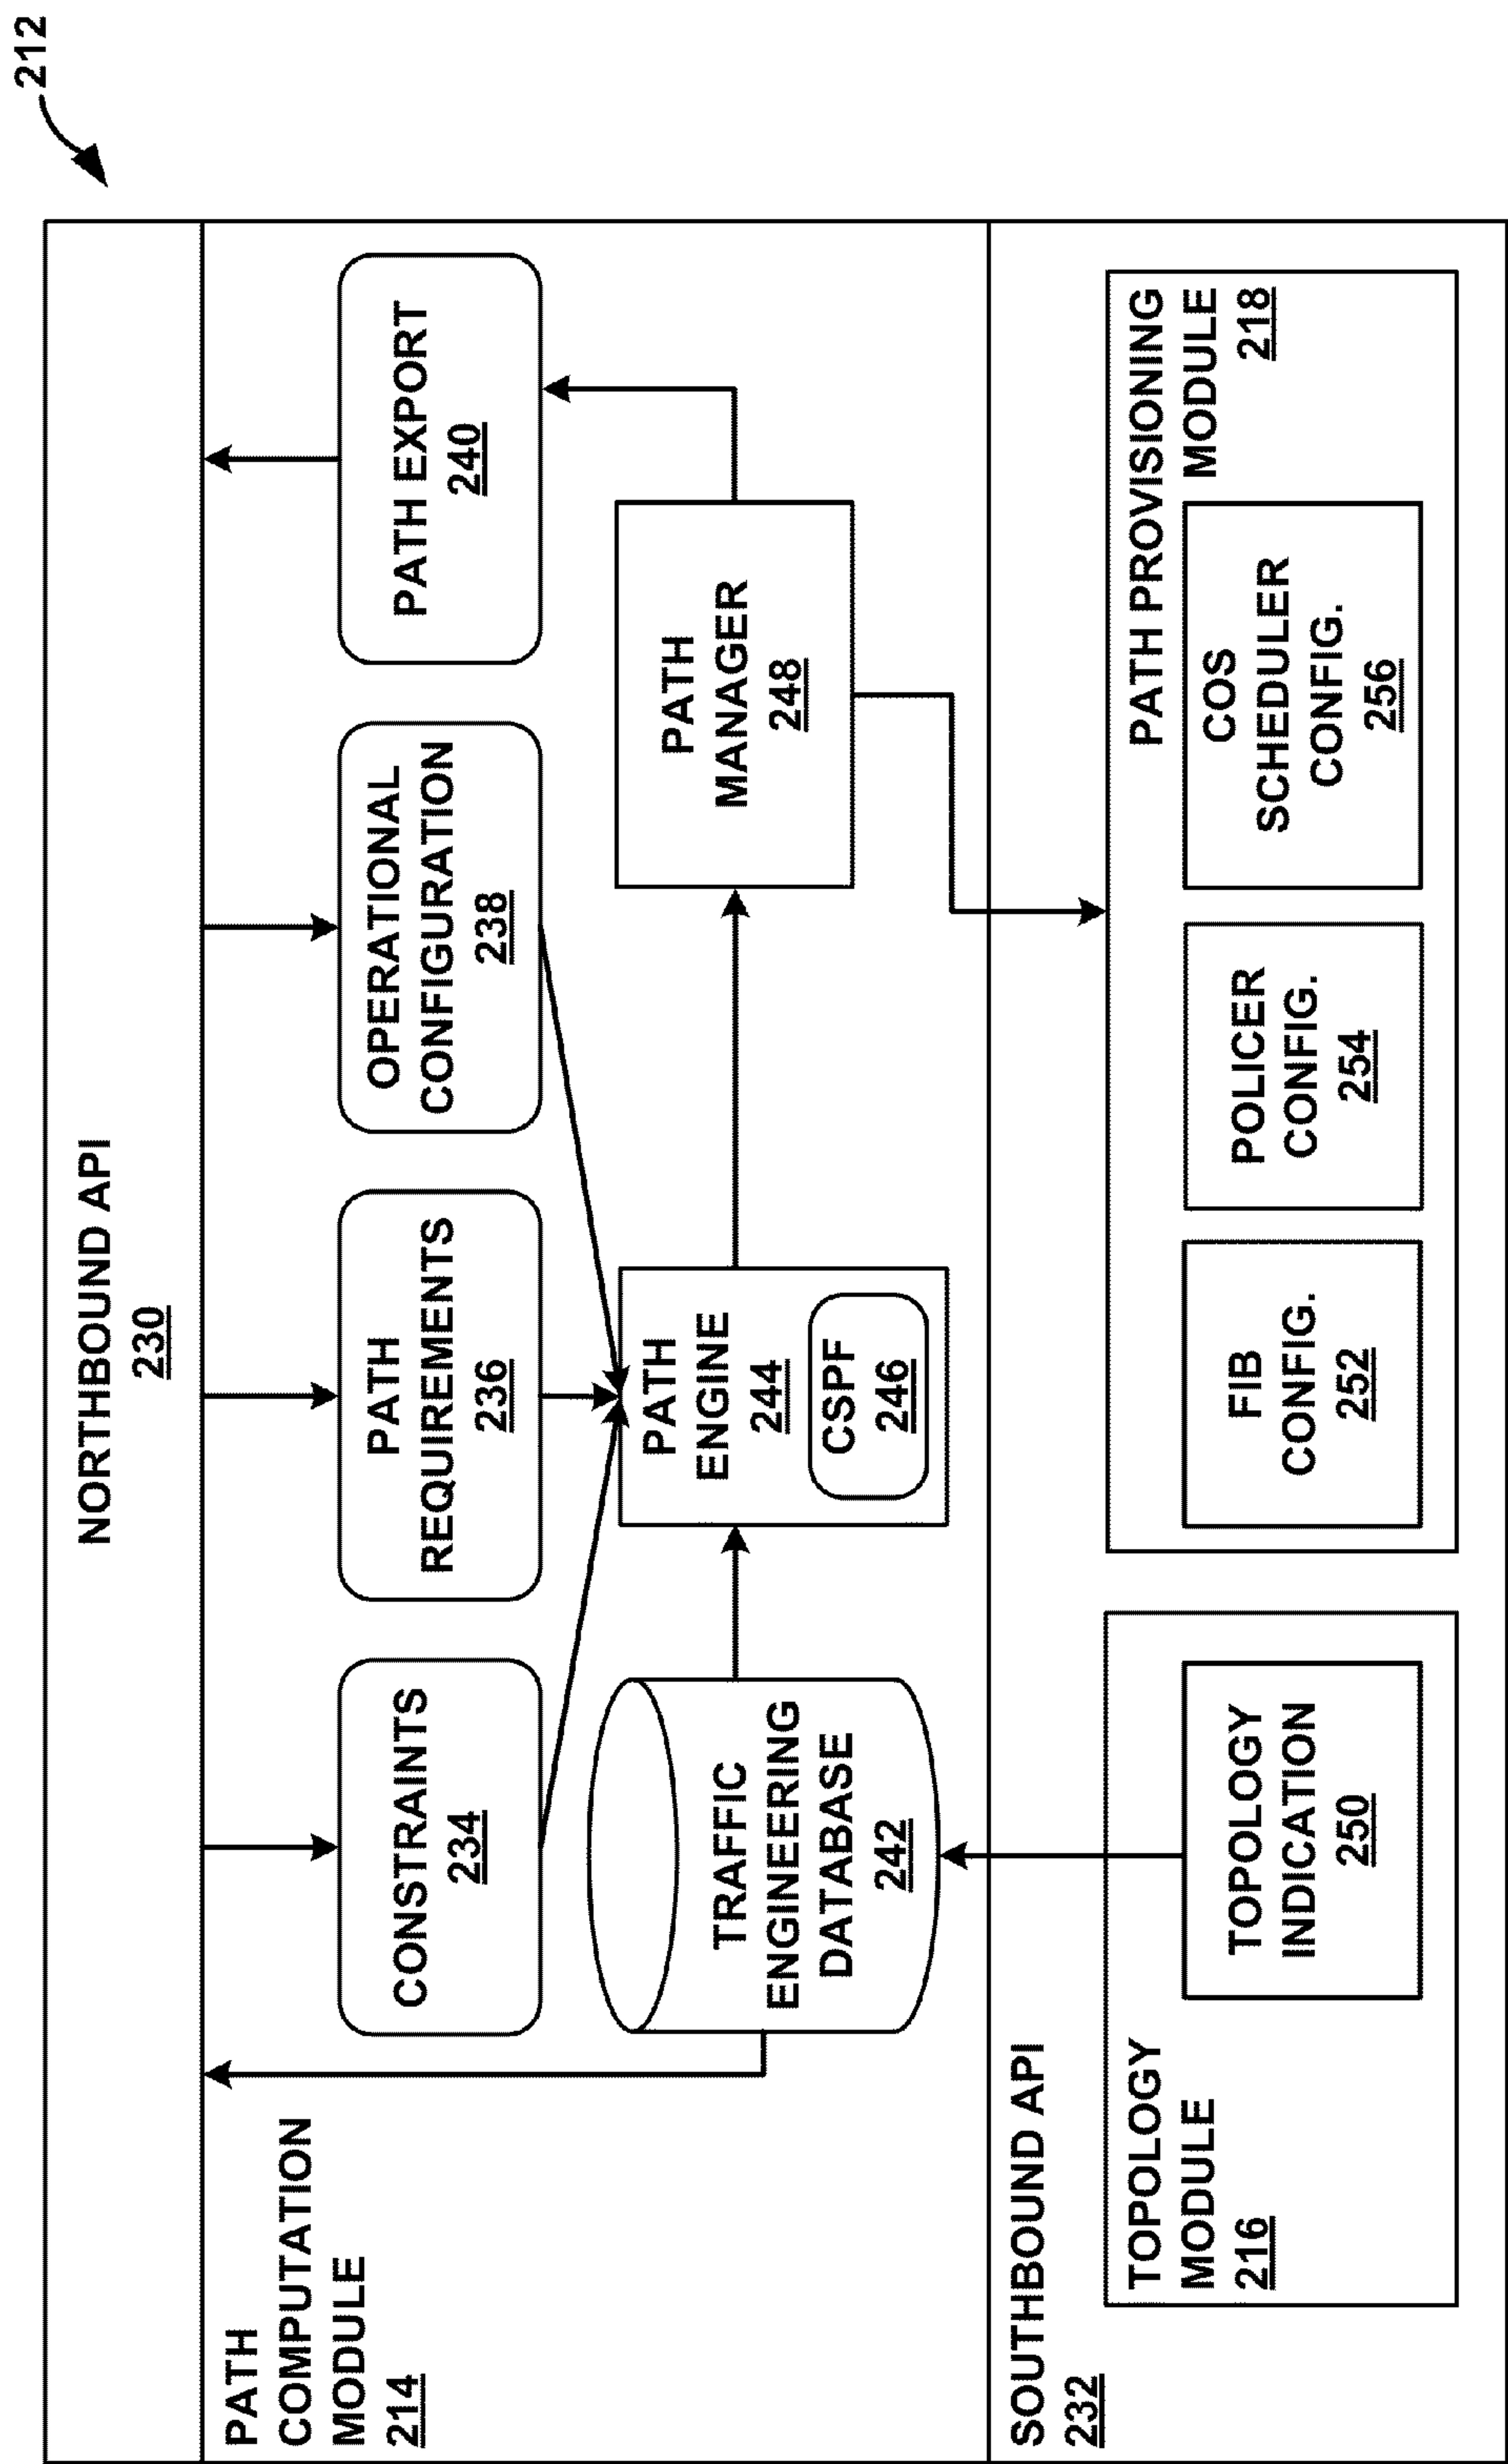 212
NORTHBOUND API
230
PATH
COMPUTATION
MODULE
214
CONSTRAINTS
234
PATH
REQUIREMENTS
236
OPERATIONAL
CONFIGURATION
238
PATH EXPORT
240
TRAFFIC
ENGINEERING
DATABASE
242
PATH
ENGINE
244
CSPF
246
PATH
MANAGER
248
SOUTHBOUND API
232
TOPOLOGY
MODULE
216
TOPOLOGY
INDICATION
250
PATH PROVISIONING
MODULE
218
FIB
CONFIG.
252
POLICER
CONFIG.
254
COS
SCHEDULER
CONFIG.
256